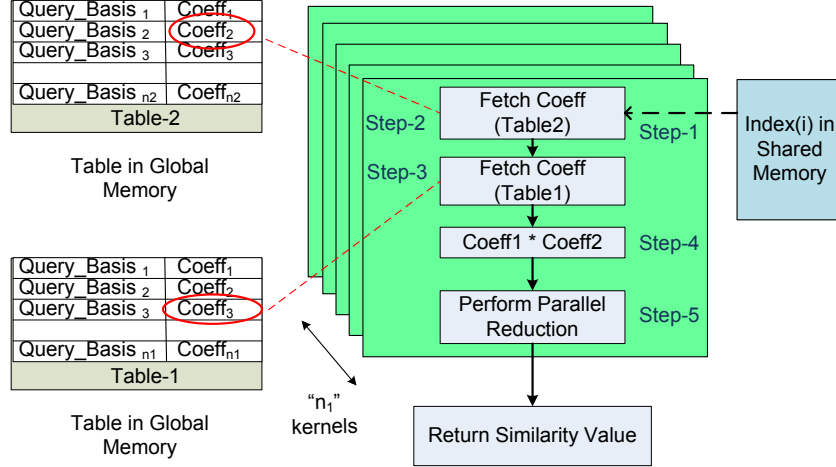 Query_Basis 1 Coeff1
Query_Basis 2 Coeff2
Query_Basis 3 Coeff3
Query_Basis n2 Coeffn2
Table-2
Table in Global
Memory
Query_Basis 1 Coeff1
Query_Basis 2 Coeff2
Query_Basis 3 Coeff3
Query_Basis n1 Coeffn1
Table-1
Table in Global
Memory
"n1"
kernels
Step-2
Fetch Coeff
(Table2)
Step-1
Step-3
Fetch Coeff
(Table1)
Coeff1 * Coeff2
Step-4
Perform Parallel
Reduction
Step-5
Return Similarity Value
Index(i) in
Shared
Memory